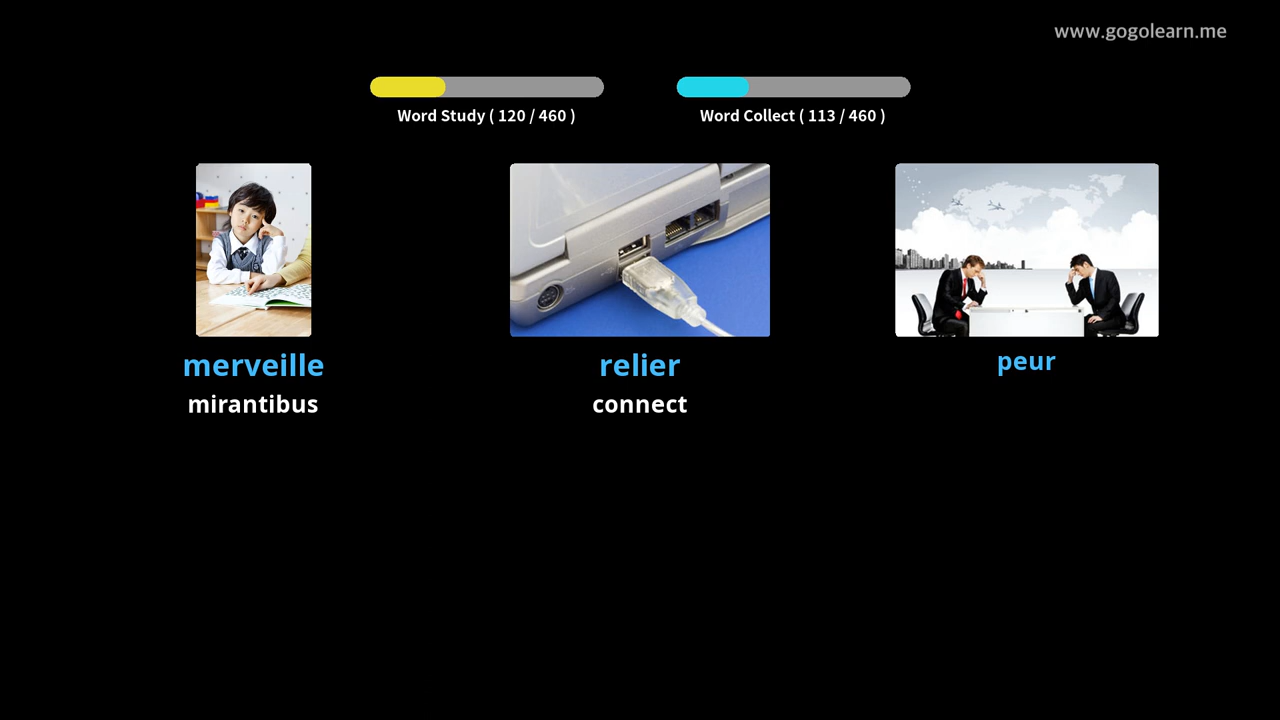 www.gogolearn.me
Word Study ( 120 / 460 )
Word Collect ( 113 / 460 )
merveille
mirantibus
relier
connect
peur